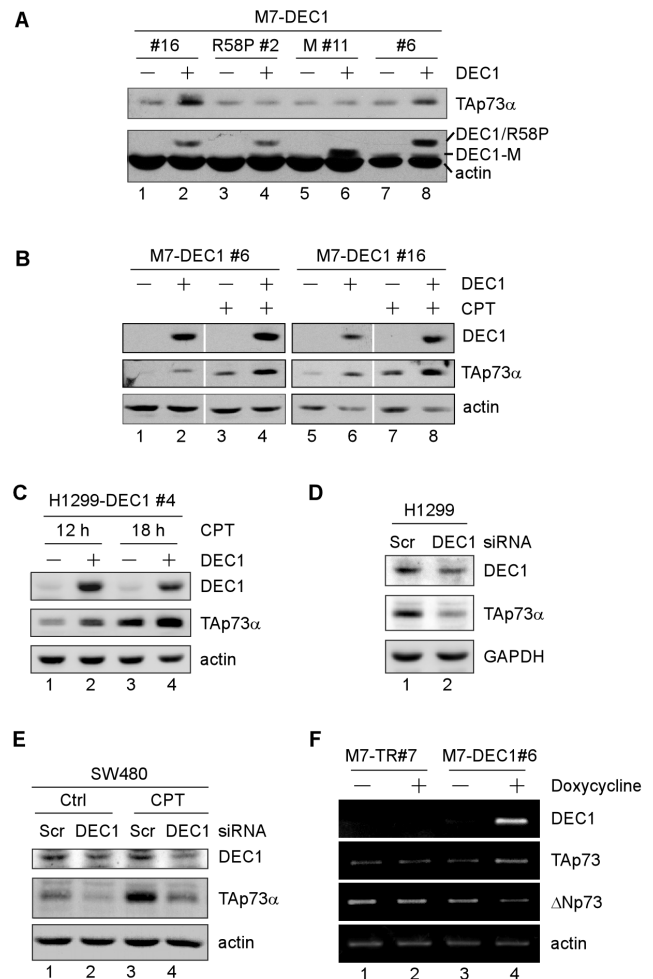 A
M7-DEC1
#16 R58P #2 M #11 #6
— + — + — + — + DEC1
TAp73α
DEC1/R58P
DEC1-M
actin
1 2 3 4 5 6 7 8
B
M7-DEC1 #6 M7-DEC1 #16
— + — + — + — + DEC1
+ + + + CPT
DEC1
TAp73α
actin
1 2 3 4 5 6 7 8
C
H1299-DEC1 #4
12 h 18 h CPT
— + — + DEC1
DEC1
TAp73α
actin
1 2 3 4
D
H1299
Scr DEC1 siRNA
DEC1
TAp73α
GAPDH
1 2
E
SW480
Ctrl CPT
Scr DEC1 Scr DEC1 siRNA
DEC1
TAp73α
actin
1 2 3 4
F
M7-TR#7 M7-DEC1#6
— + — + Doxycycline
DEC1
TAp73
ΔNp73
actin
1 2 3 4